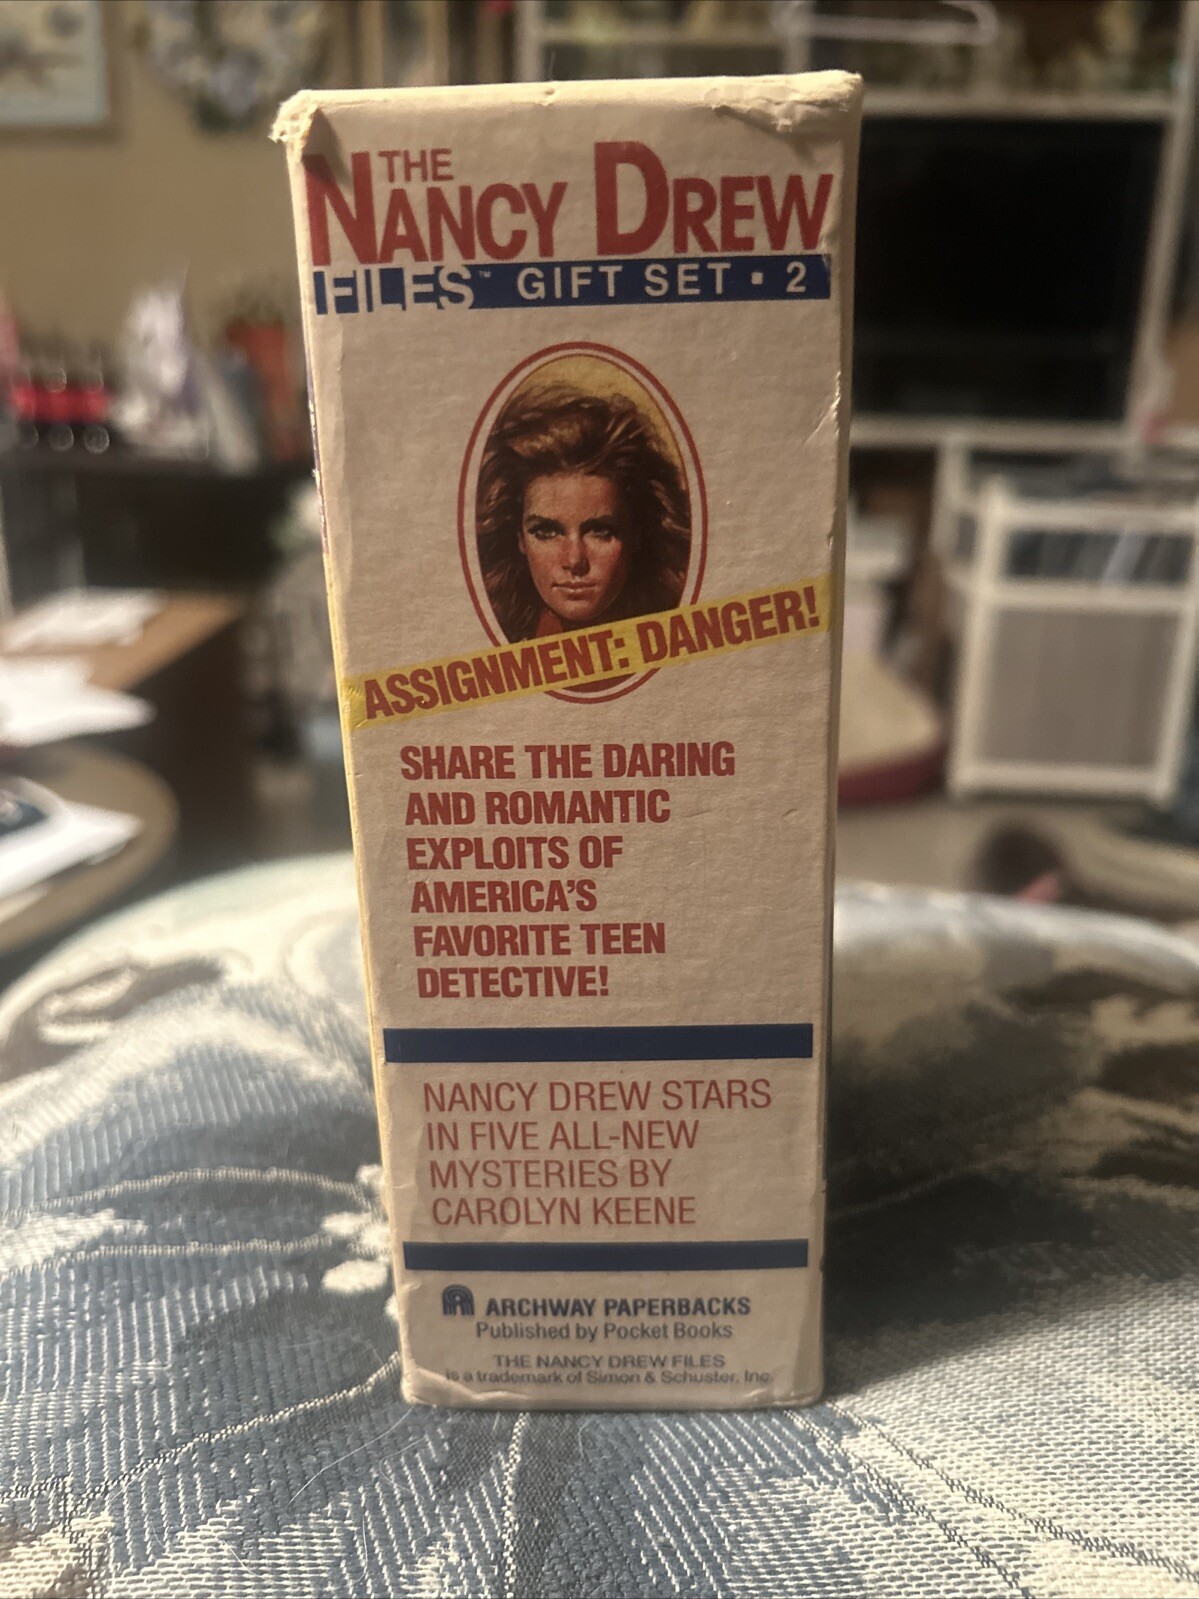 THE
NANCY DREW
FILES™ GIFT SET • 2
ASSIGNMENT: DANGER!
SHARE THE DARING
AND ROMANTIC
EXPLOITS OF
AMERICA'S
FAVORITE TEEN
DETECTIVE!
NANCY DREW STARS
IN FIVE ALL-NEW
MYSTERIES BY
CAROLYN KEENE
ARCHWAY PAPERBACKS
Published by Pocket Books
THE NANCY DREW FILES
is a trademark of Simon & Schuster, Inc.